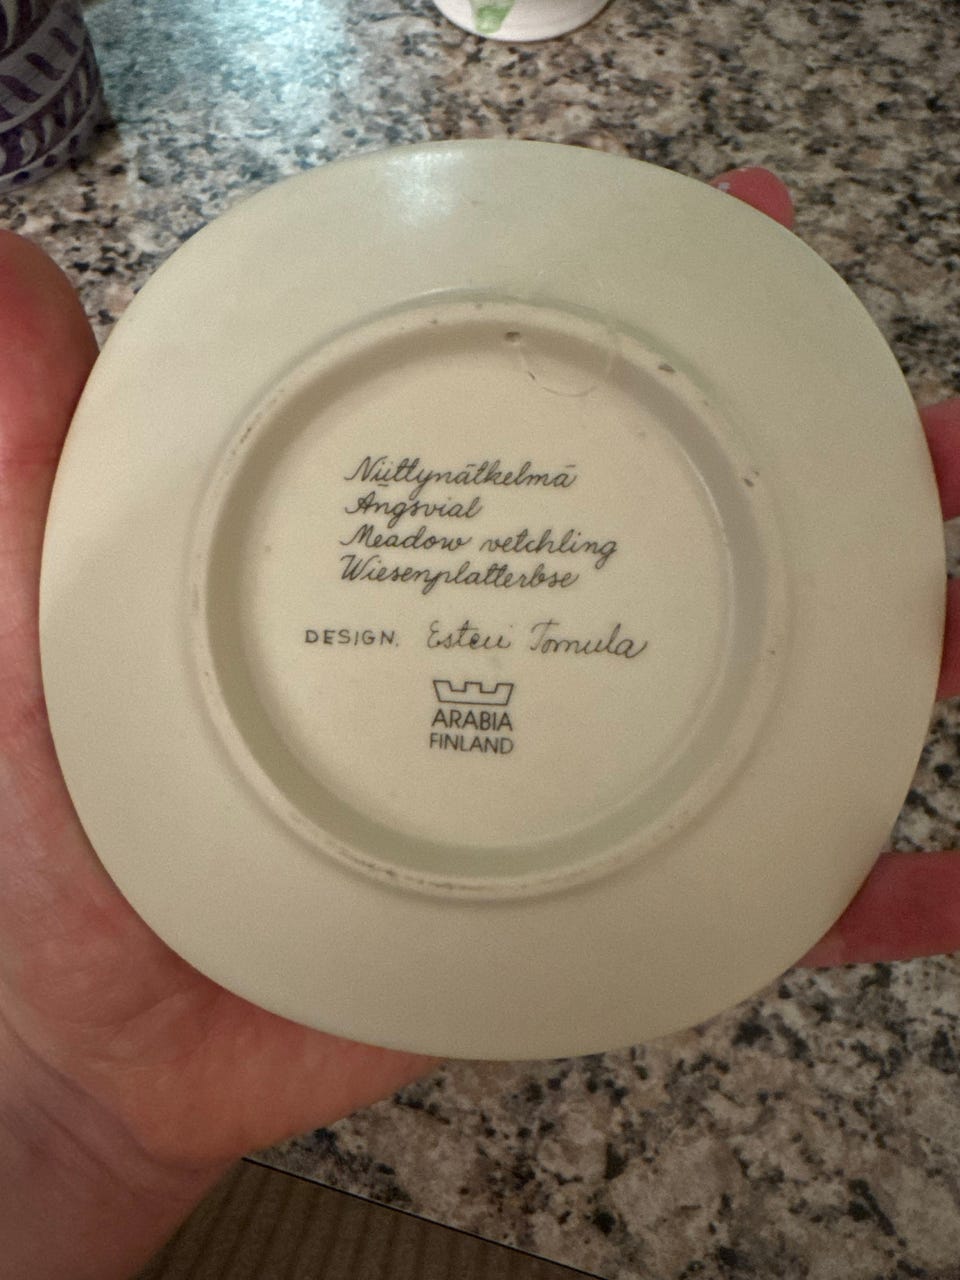 Niittynätkelmä
Ängsvial
Meadow vetchling
Wiesenplatterbse
DESIGN. Esteri Tomula
ARABIA
FINLAND